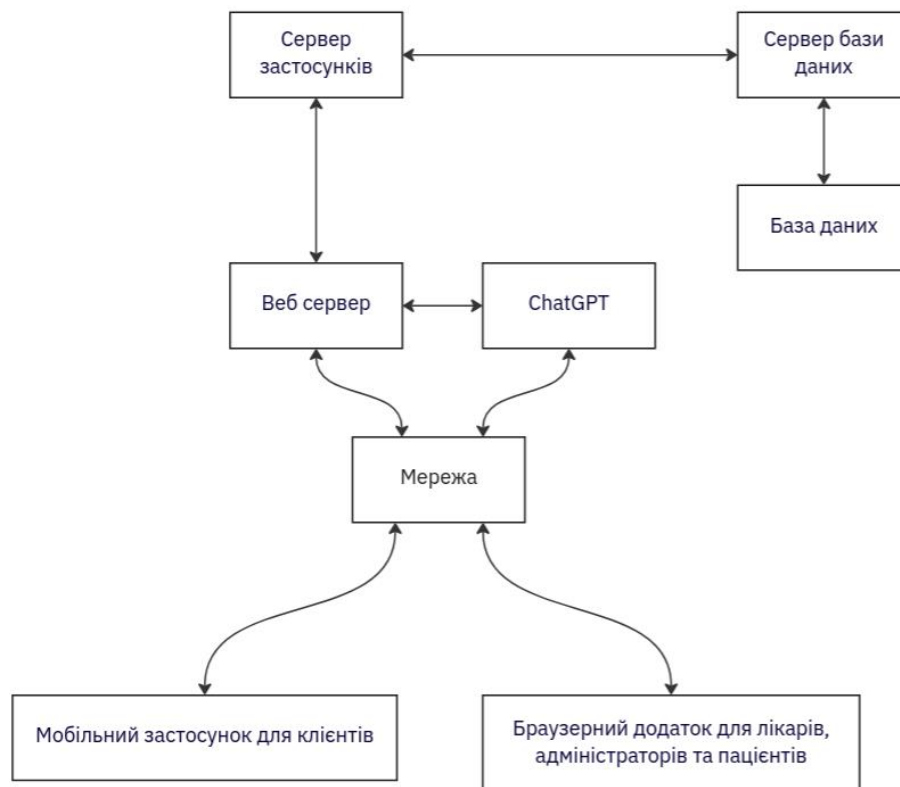 Сервер
застосунків
Сервер бази
даних
База даних
Веб сервер
ChatGPT
Мережа
Мобільний застосунок для клієнтів
Браузерний додаток для лікарів,
адміністраторів та пацієнтів